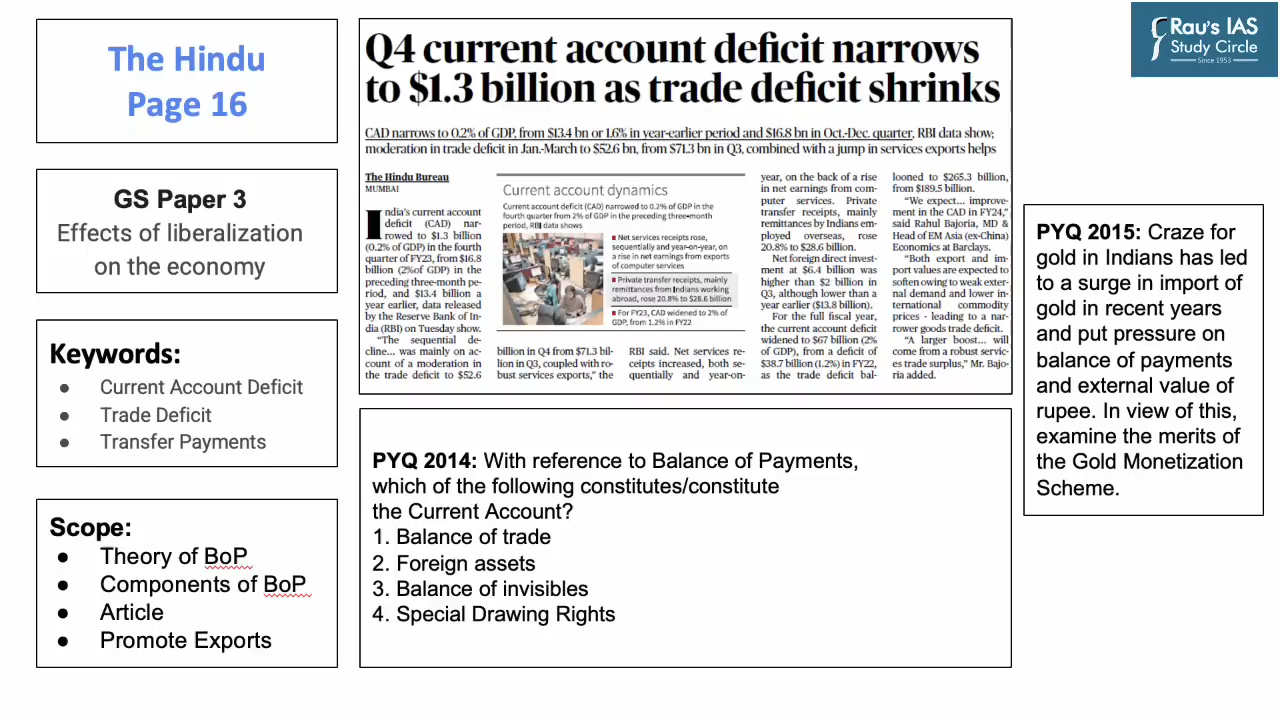 The Hindu
Page 16
GS Paper 3
Effects of liberalization
on the economy
Keywords:
● Current Account Deficit
● Trade Deficit
● Transfer Payments
Scope:
● Theory of BoP
● Components of BoP
● Article
● Promote Exports
Q4 current account deficit narrows
to $1.3 billion as trade deficit shrinks
CAD narrows to 0.2% of GDP, from $13.4 bn or 1.6% in year-earlier period and $16.8 bn in Oct.-Dec. quarter, RBI data show;
moderation in trade deficit in Jan.-March to $52.6 bn, from $71.3 bn in Q3, combined with a jump in services exports helps
The Hindu Bureau
MUMBAI
India's current account
deficit (CAD) nar-
rowed to $1.3 billion
(0.2% of GDP) in the fourth
quarter of FY23, from $16.8
billion (2%of GDP) in the
preceding three-month pe-
riod, and $13.4 billion a
year earlier, data released
by the Reserve Bank of In-
dia (RBI) on Tuesday show.
"The sequential de-
cline... was mainly on ac-
count of a moderation in
the trade deficit to $52.6
Current account dynamics
Current account deficit (CAD) narrowed to 0.2% of GDP in the
fourth quarter from 2% of GDP in the preceding three-month
period, RBI data shows
■ Net services receipts rose,
sequentially and year-on-year, on
a rise in net earnings from exports
of computer services
■ Private transfer receipts, mainly
remittances from Indians working
abroad, rose 20.8% to $28.6 billion
■ For FY23, CAD widened to 2% of
GDP, from 1.2% in FY22
billion in Q4 from $71.3 bil-
lion in Q3, coupled with ro-
bust services exports," the
RBI said. Net services re-
ceipts increased, both se-
quentially and year-on-
year, on the back of a rise
in net earnings from com-
puter services. Private
transfer receipts, mainly
remittances by Indians em-
ployed overseas, rose
20.8% to $28.6 billion.
Net foreign direct invest-
ment at $6.4 billion was
higher than $2 billion in
Q3, although lower than a
year earlier ($13.8 billion).
For the full fiscal year,
the current account deficit
widened to $67 billion (2%
of GDP), from a deficit of
$38.7 billion (1.2%) in FY22,
as the trade deficit bal-
looned to $265.3 billion,
from $189.5 billion.
"We expect... improve-
ment in the CAD in FY24,"
said Rahul Bajoria, MD &
Head of EM Asia (ex-China)
Economics at Barclays.
"Both export and im-
port values are expected to
soften owing to weak exter-
nal demand and lower in-
ternational commodity
prices - leading to a nar-
rower goods trade deficit.
"A larger boost... will
come from a robust servic-
es trade surplus," Mr. Bajo-
ria added.
PYQ 2014: With reference to Balance of Payments,
which of the following constitutes/constitute
the Current Account?
1. Balance of trade
2. Foreign assets
3. Balance of invisibles
4. Special Drawing Rights
Rau's IAS
Study Circle
Since 1953
PYQ 2015: Craze for
gold in Indians has led
to a surge in import of
gold in recent years
and put pressure on
balance of payments
and external value of
rupee. In view of this,
examine the merits of
the Gold Monetization
Scheme.